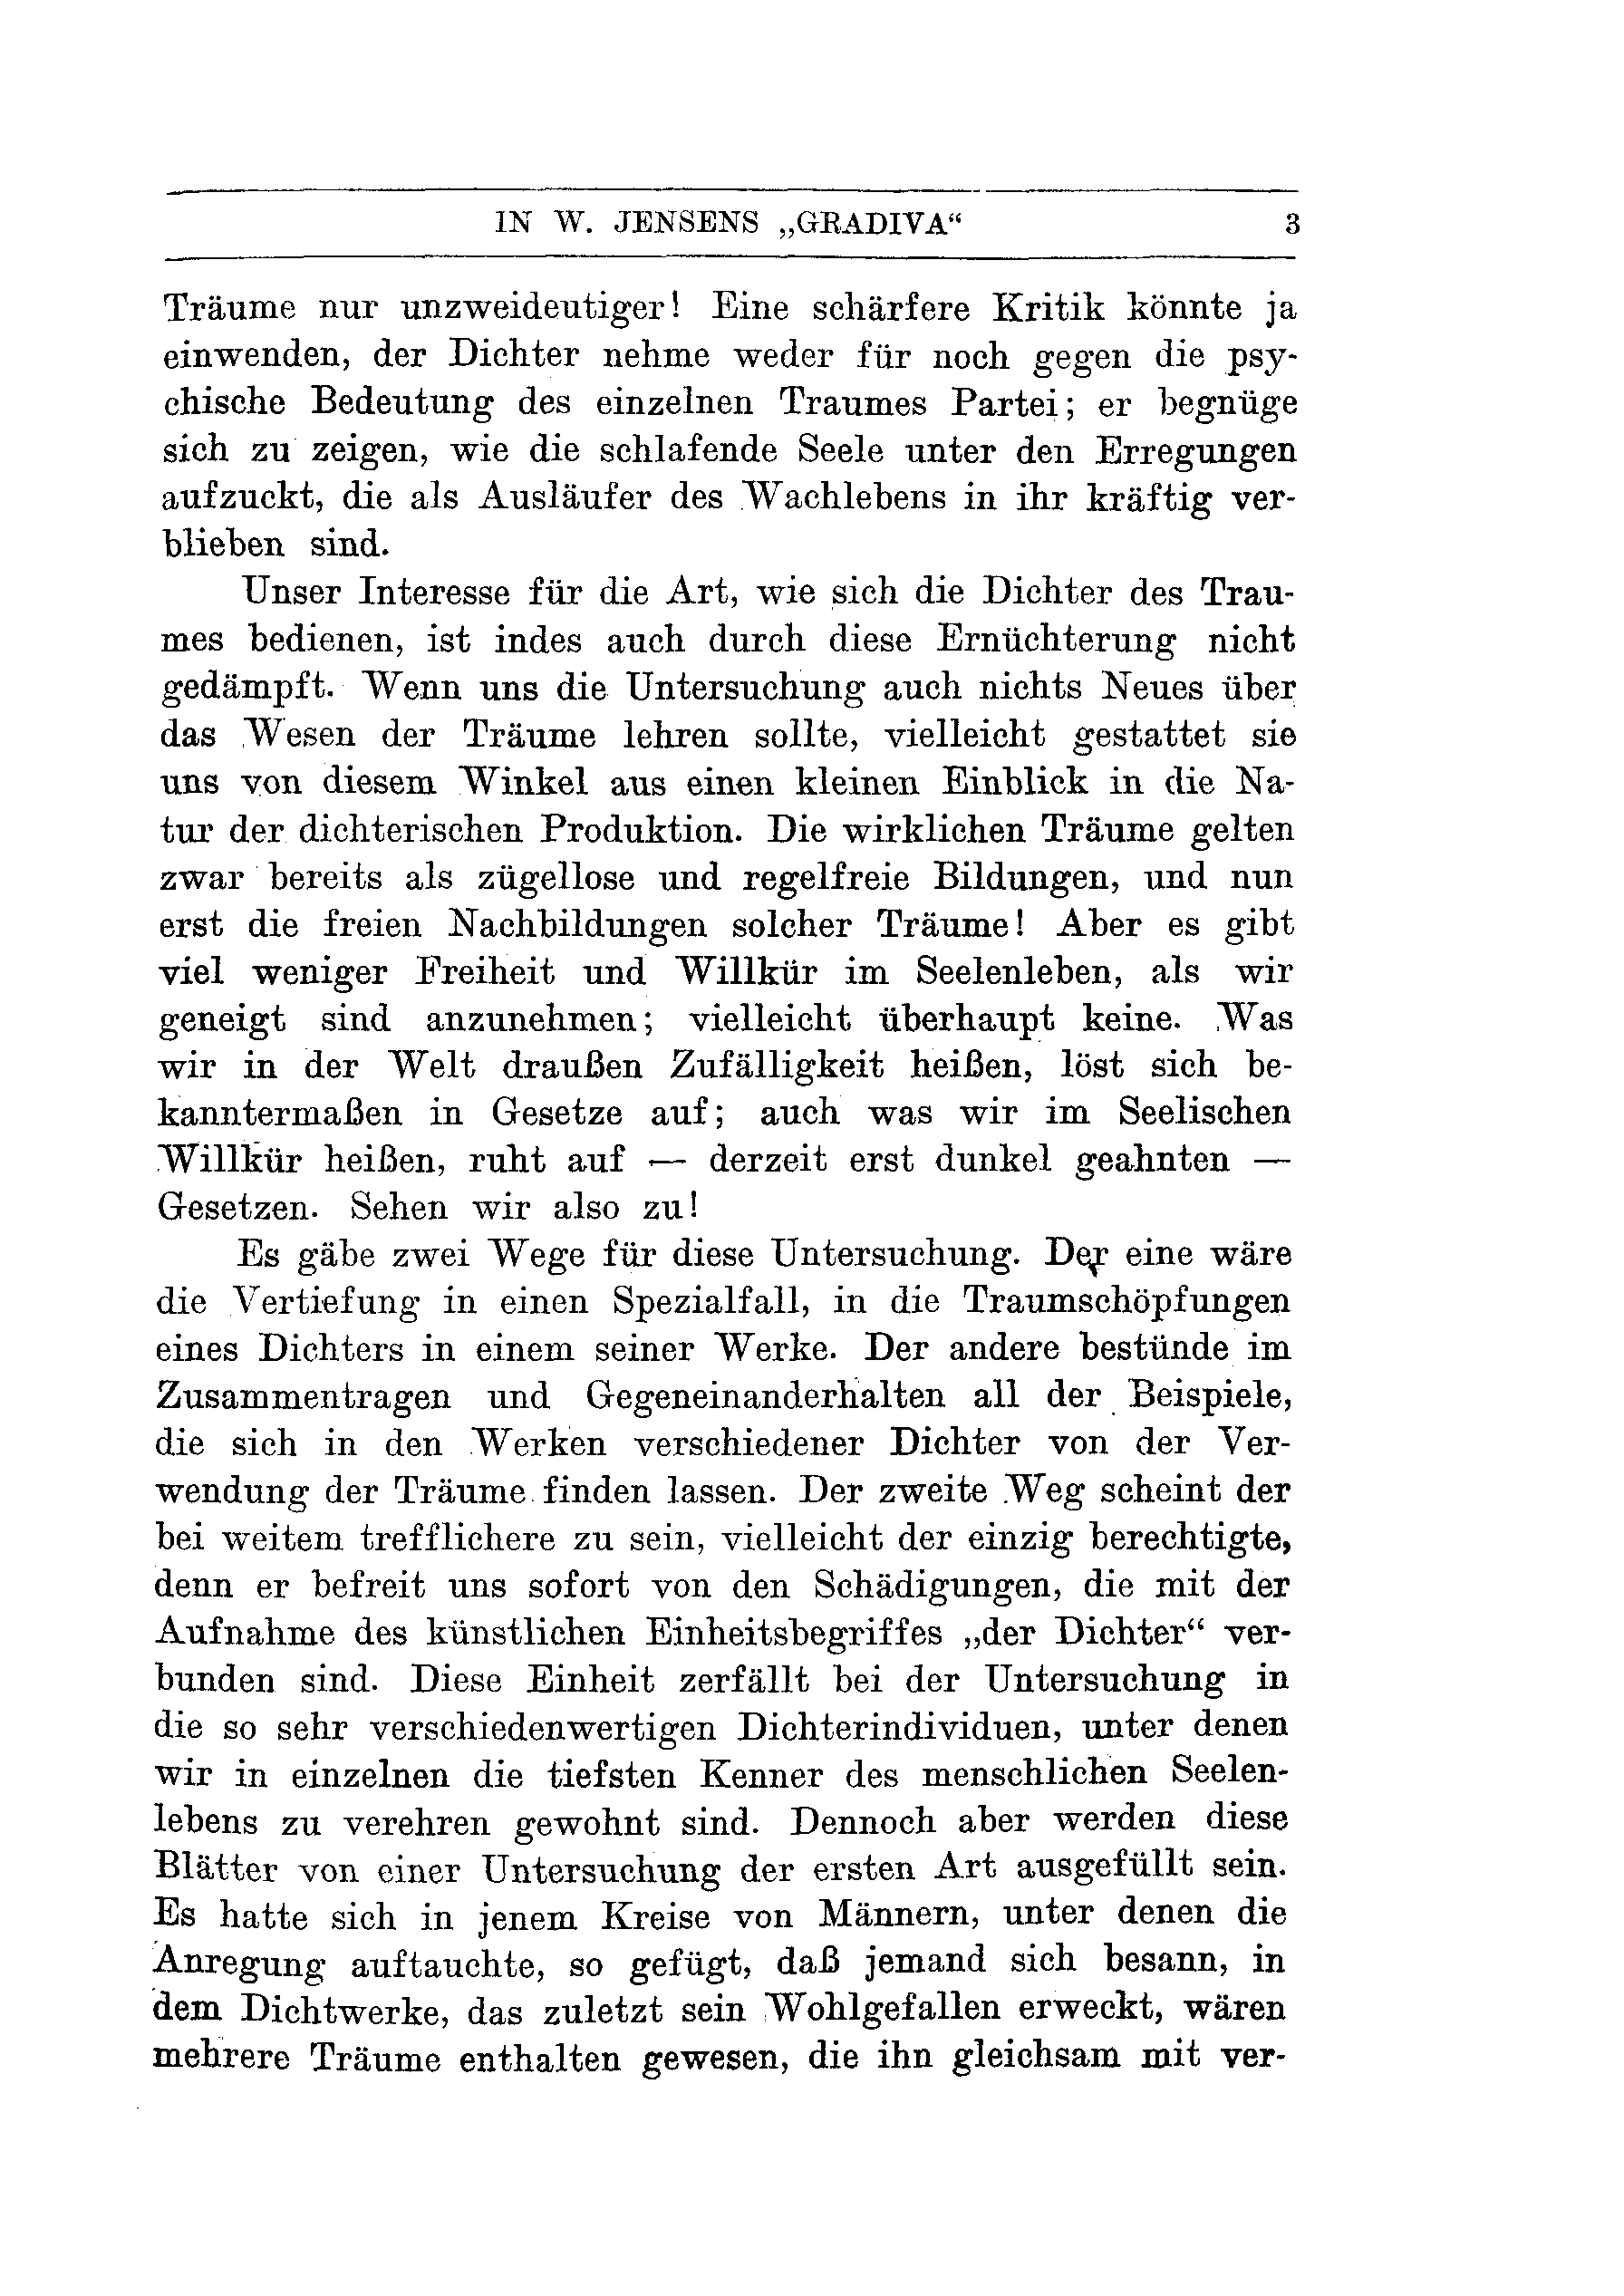 IN W. JENSENS „GRADIVA“ 3
Träume nur unzweideutiger! Eine schärfere Kritik könnte ja
einwenden, der Dichter nehme weder für noch gegen die psy-
chische Bedeutung des einzelnen Traumes Partei; er begnüge
sich zu zeigen, wie die schlafende Seele unter den Erregungen
aufzuckt, die als Ausläufer des Wachlebens in ihr kräftig ver-
blieben sind.
Unser Interesse für die Art, wie sich die Dichter des Trau-
mes bedienen, ist indes auch durch diese Ernüchterung nicht
gedämpft. Wenn uns die Untersuchung auch nichts Neues über
das Wesen der Träume lehren sollte, vielleicht gestattet sie
uns von diesem Winkel aus einen kleinen Einblick in die Na-
tur der dichterischen Produktion. Die wirklichen Träume gelten
zwar bereits als zügellose und regelfreie Bildungen, und nun
erst die freien Nachbildungen solcher Träume! Aber es gibt
viel weniger Freiheit und Willkür im Seelenleben, als wir
geneigt sind anzunehmen; vielleicht überhaupt keine. Was
wir in der Welt draußen Zufälligkeit heißen, löst sich be-
kanntermaßen in Gesetze auf; auch was wir im Seelischen
Willkür heißen, ruht auf — derzeit erst dunkel geahnten —
Gesetzen. Sehen wir also zu!
Es gäbe zwei Wege für diese Untersuchung. Der eine wäre
die Vertiefung in einen Spezialfall, in die Traumschöpfungen
eines Dichters in einem seiner Werke. Der andere bestünde im
Zusammentragen und Gegeneinanderhalten all der Beispiele,
die sich in den Werken verschiedener Dichter von der Ver-
wendung der Träume finden lassen. Der zweite Weg scheint der
bei weitem trefflichere zu sein, vielleicht der einzig berechtigte,
denn er befreit uns sofort von den Schädigungen, die mit der
Aufnahme des künstlichen Einheitsbegriffes „der Dichter“ ver-
bunden sind. Diese Einheit zerfällt bei der Untersuchung in
die so sehr verschiedenwertigen Dichterindividuen, unter denen
wir in einzelnen die tiefsten Kenner des menschlichen Seelen-
lebens zu verehren gewohnt sind. Dennoch aber werden diese
Blätter von einer Untersuchung der ersten Art ausgefüllt sein.
Es hatte sich in jenem Kreise von Männern, unter denen die
Anregung auftauchte, so gefügt, daß jemand sich besann, in
dem Dichtwerke, das zuletzt sein Wohlgefallen erweckt, wären
mehrere Träume enthalten gewesen, die ihn gleichsam mit ver-